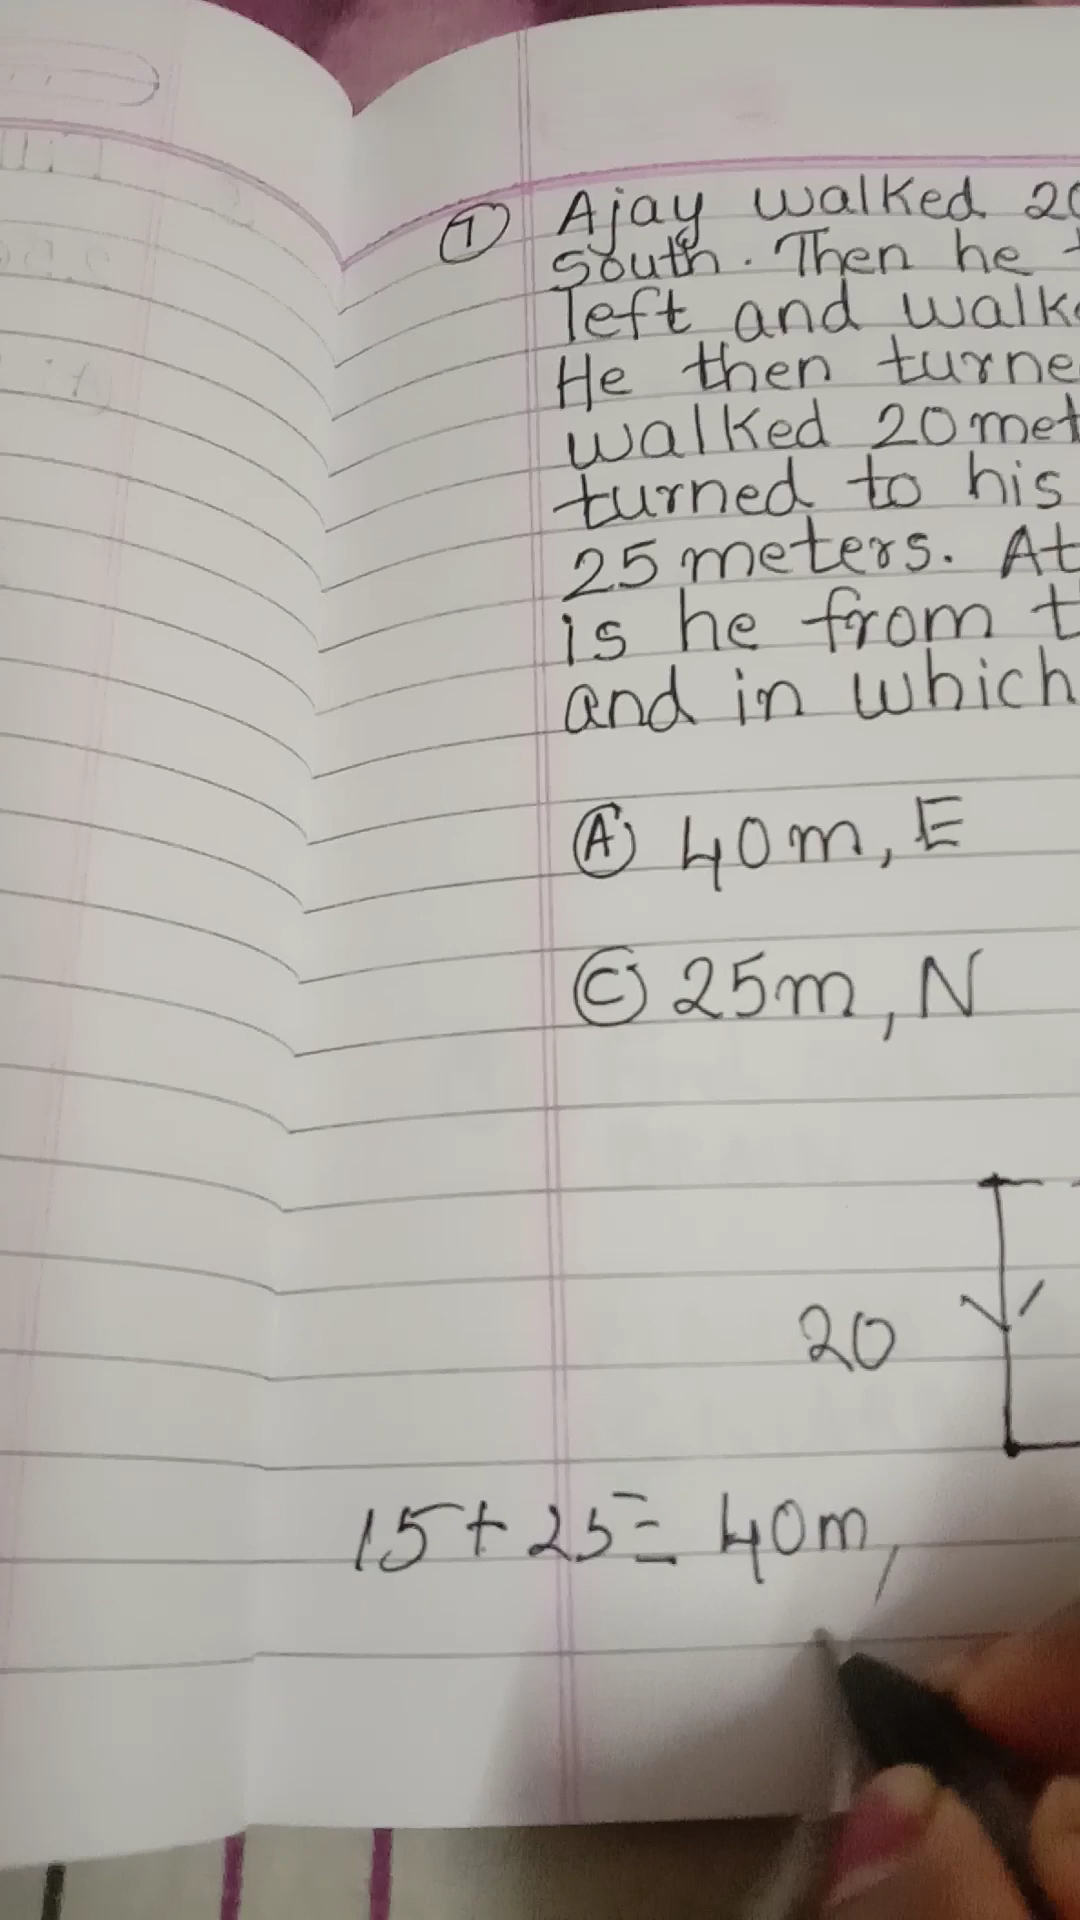 ① Ajay walked 20
south. Then he
left and walk
He then turne
walked 20 met
turned to his
25 meters. At
is he from t
and in which
Ⓐ 40m, E
Ⓒ 25m, N
20
15 + 25 = 40m,